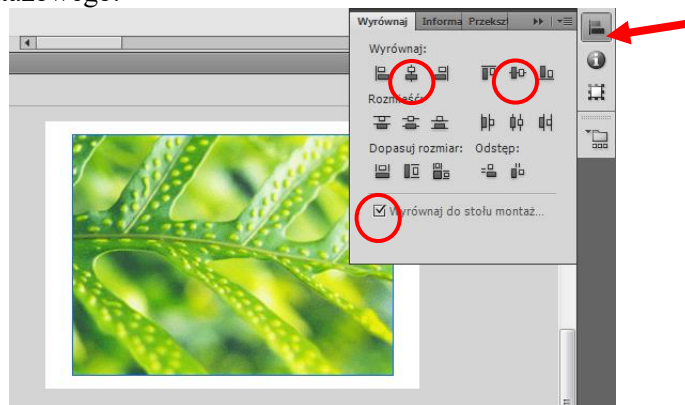 Wyrównaj Informa Przeksz
Wyrównaj:
Rozmieść:
Dopasuj rozmiar: Odstęp:
Wyrównaj do stołu montaż...